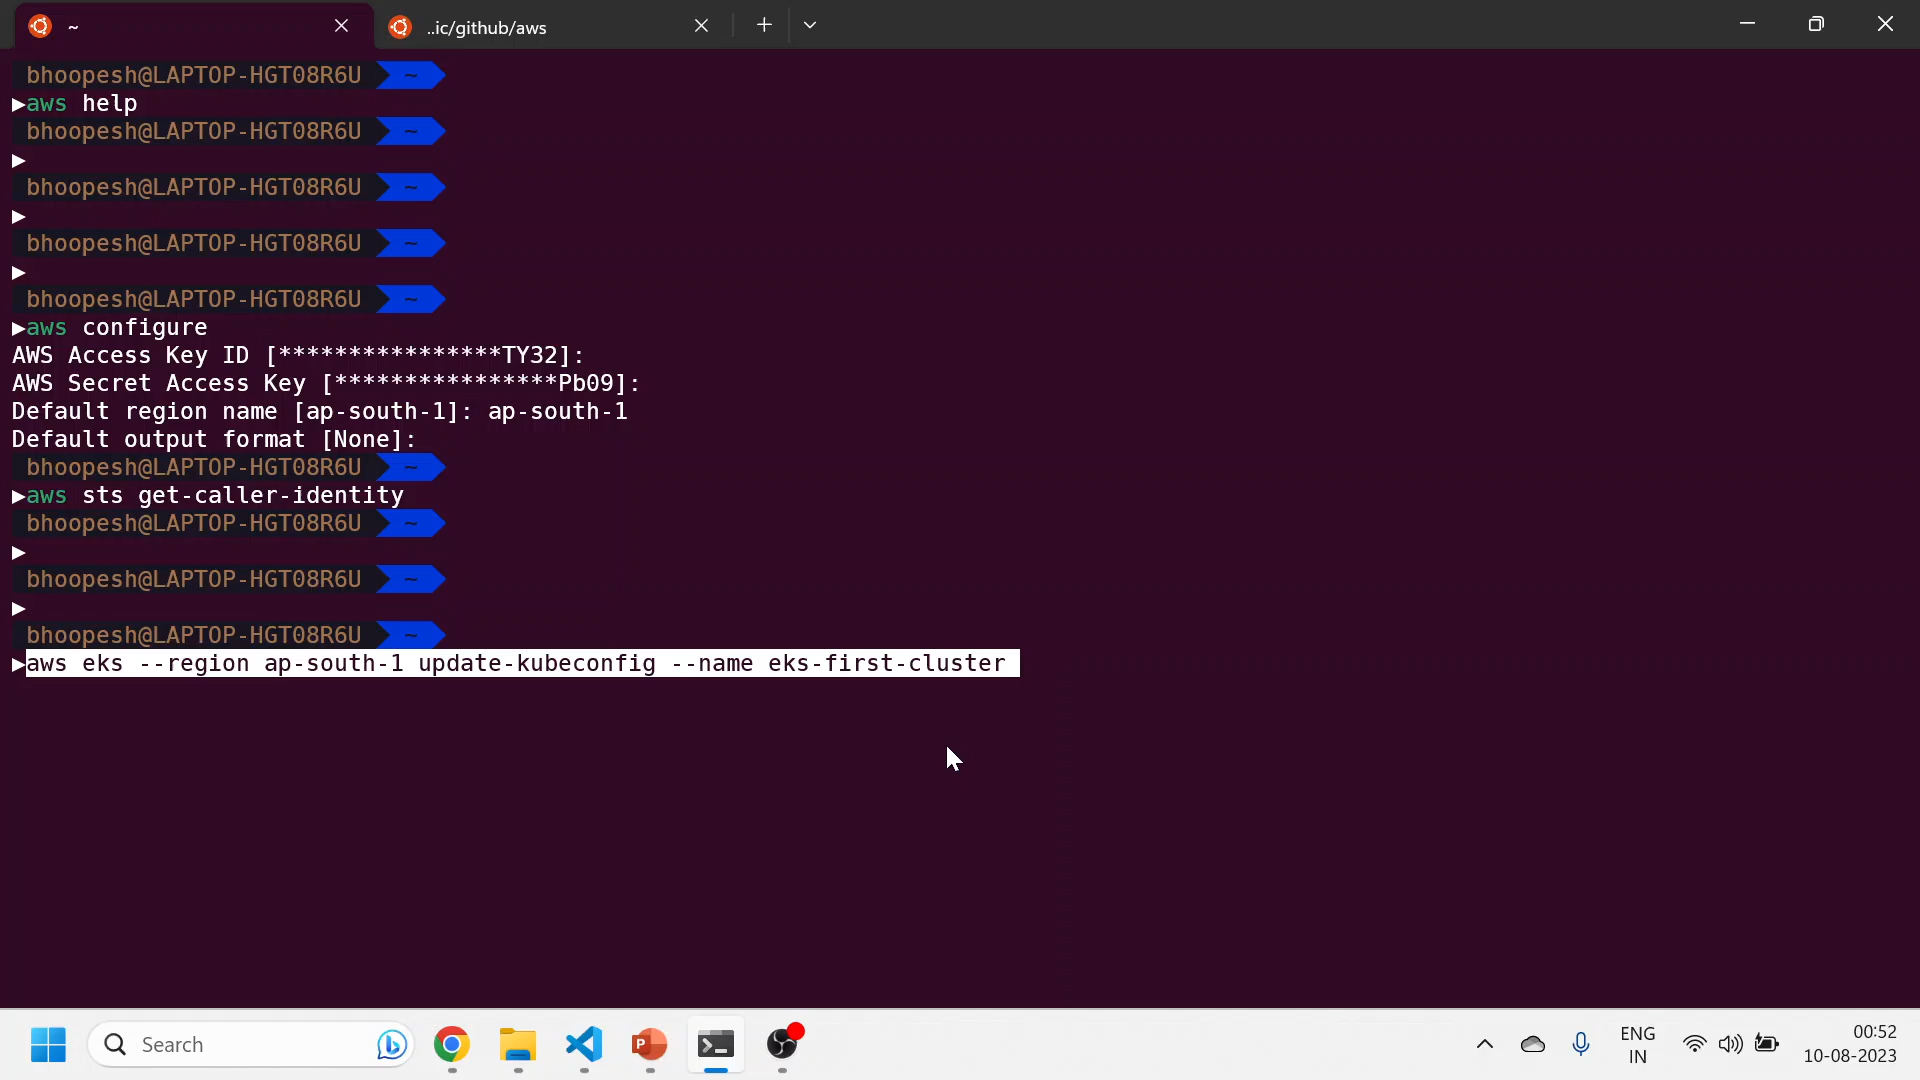 ~
..ic/github/aws
bhoopesh@LAPTOP-HGT08R6U ~
▶aws help
bhoopesh@LAPTOP-HGT08R6U ~
▶
bhoopesh@LAPTOP-HGT08R6U ~
▶
bhoopesh@LAPTOP-HGT08R6U ~
▶
bhoopesh@LAPTOP-HGT08R6U ~
▶aws configure
AWS Access Key ID [****************TY32]:
AWS Secret Access Key [****************Pb09]:
Default region name [ap-south-1]: ap-south-1
Default output format [None]:
bhoopesh@LAPTOP-HGT08R6U ~
▶aws sts get-caller-identity
bhoopesh@LAPTOP-HGT08R6U ~
▶
bhoopesh@LAPTOP-HGT08R6U ~
▶
bhoopesh@LAPTOP-HGT08R6U ~
▶aws eks --region ap-south-1 update-kubeconfig --name eks-first-cluster
Search
P
ENG
IN
00:52
10-08-2023